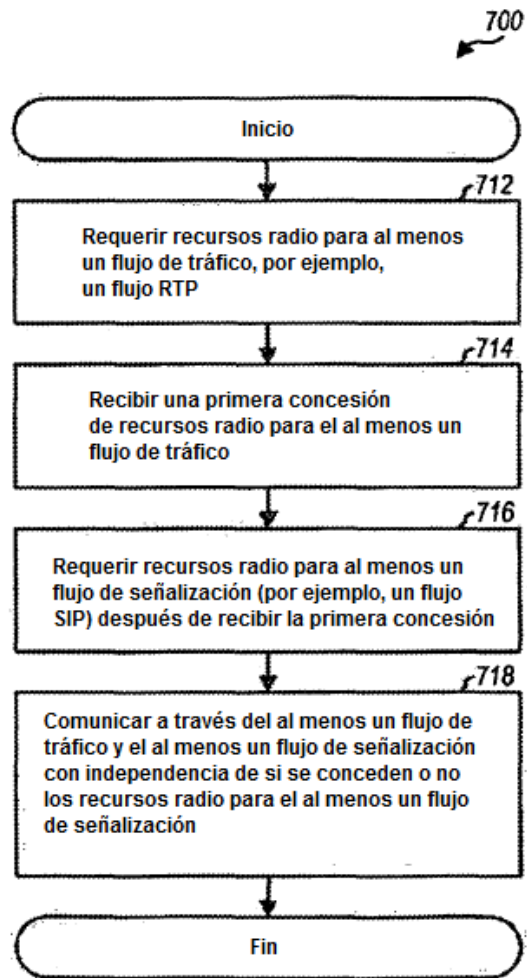 700
Inicio
712
Requerir recursos radio para al menos
un flujo de tráfico, por ejemplo,
un flujo RTP
714
Recibir una primera concesión
de recursos radio para el al menos un
flujo de tráfico
716
Requerir recursos radio para al menos un
flujo de señalización (por ejemplo, un flujo
SIP) después de recibir la primera concesión
718
Comunicar a través del al menos un flujo de
tráfico y el al menos un flujo de señalización
con independencia de si se conceden o no
los recursos radio para el al menos un flujo
de señalización
Fin